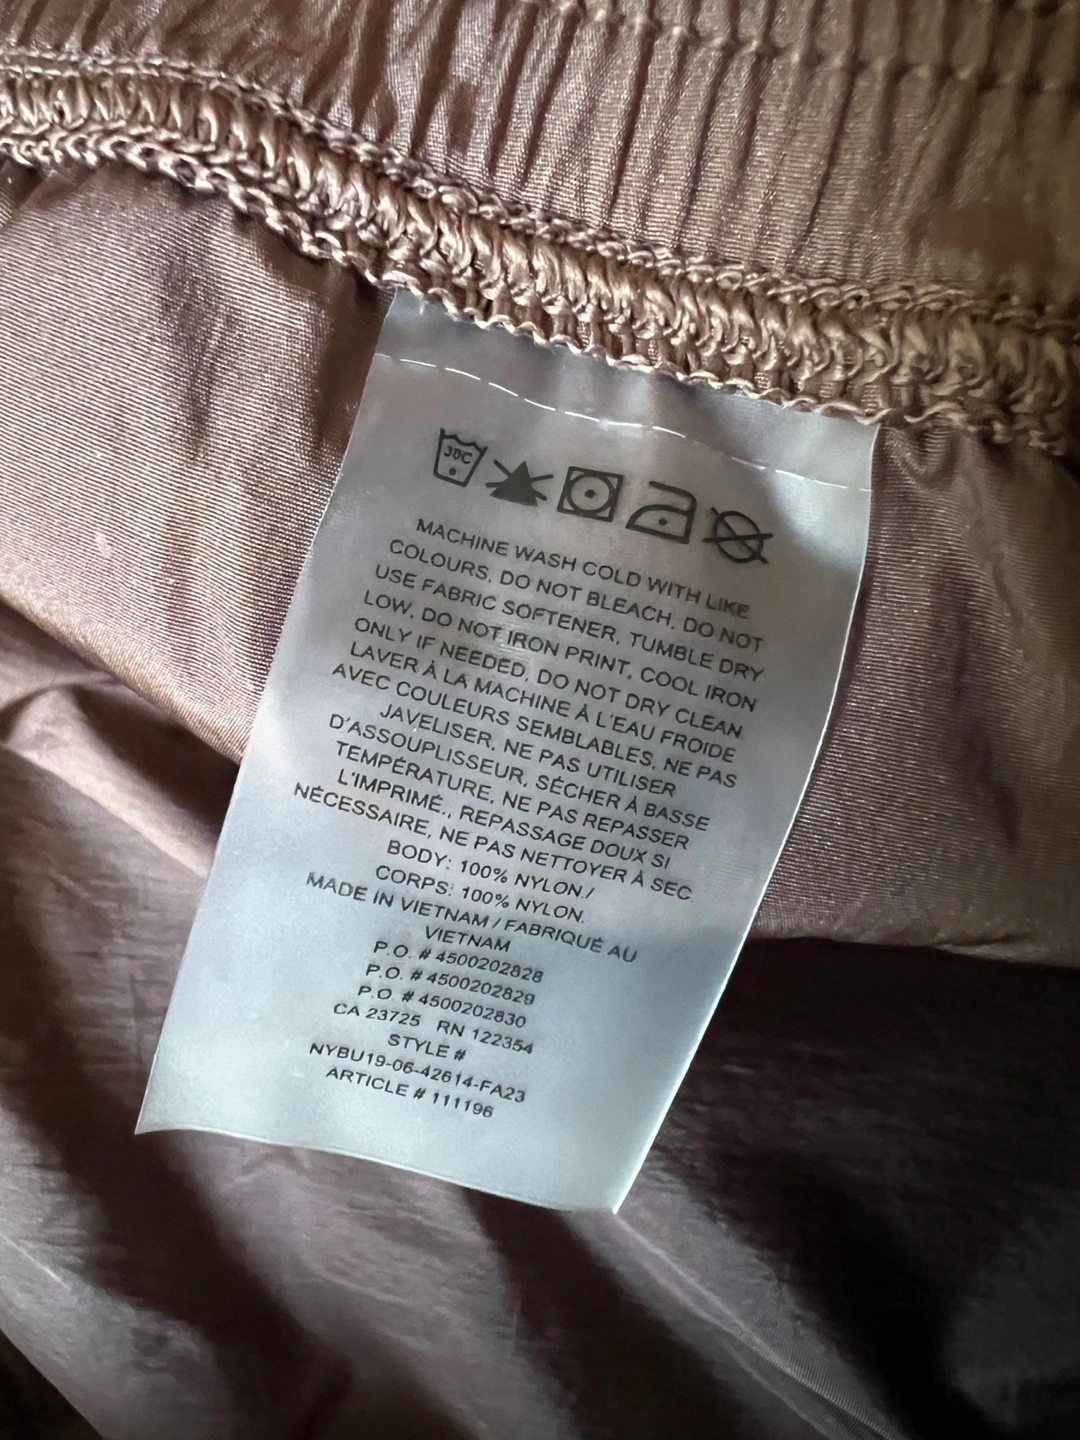 30C
MACHINE WASH COLD WITH LIKE
COLOURS, DO NOT BLEACH, DO NOT
USE FABRIC SOFTENER, TUMBLE DRY
LOW, DO NOT IRON PRINT, COOL IRON
ONLY IF NEEDED, DO NOT DRY CLEAN.
LAVER À LA MACHINE À L'EAU FROIDE
AVEC COULEURS SEMBLABLES, NE PAS
JAVELISER, NE PAS UTILISER
D'ASSOUPLISSEUR, SÉCHER À BASSE
TEMPÉRATURE, NE PAS REPASSER
L'IMPRIMÉ., REPASSAGE DOUX SI
NÉCESSAIRE, NE PAS NETTOYER À SEC
BODY: 100% NYLON /
CORPS: 100% NYLON.
MADE IN VIETNAM / FABRIQUÉ AU
VIETNAM
P.O. # 4500202828
P.O. # 4500202829
P.O. # 4500202830
CA 23725 RN 122354
STYLE #
NYBU19-06-42614-FA23
ARTICLE # 111196